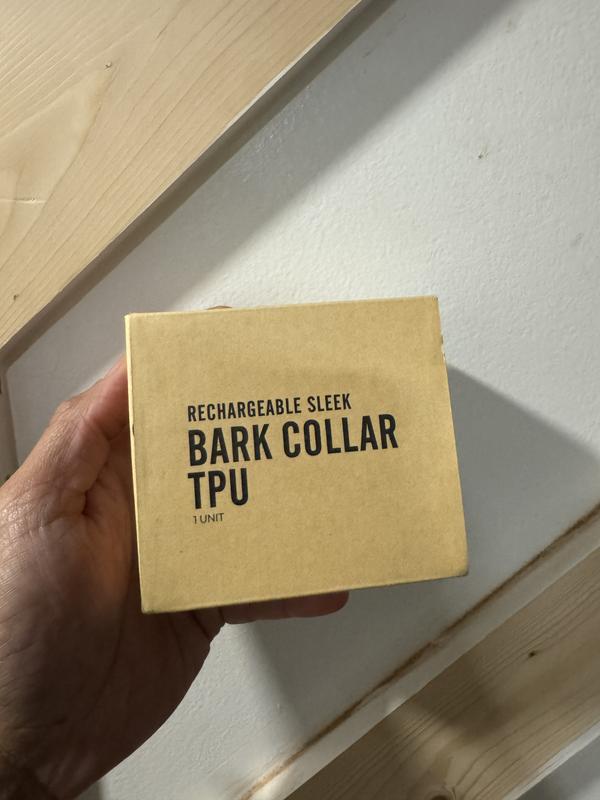 RECHARGEABLE SLEEK
BARK COLLAR
TPU
1 UNIT